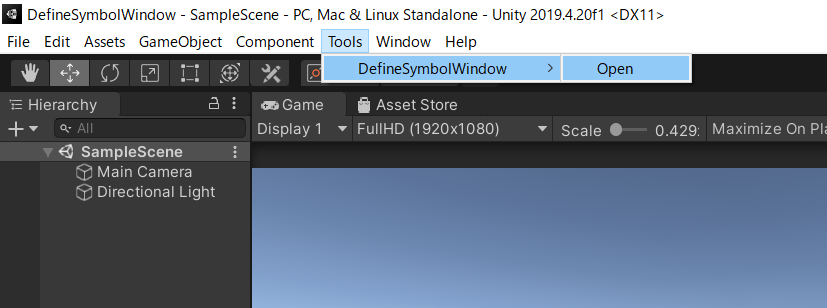 DefineSymbolWindow - SampleScene - PC, Mac & Linux Standalone - Unity 2019.4.20f1 <DX11>
File Edit Assets GameObject Component Tools Window Help
DefineSymbolWindow > Open
Hierarchy
Game Asset Store
All
Display 1 FullHD (1920x1080) Scale 0.429 Maximize On Pla
SampleScene
Main Camera
Directional Light